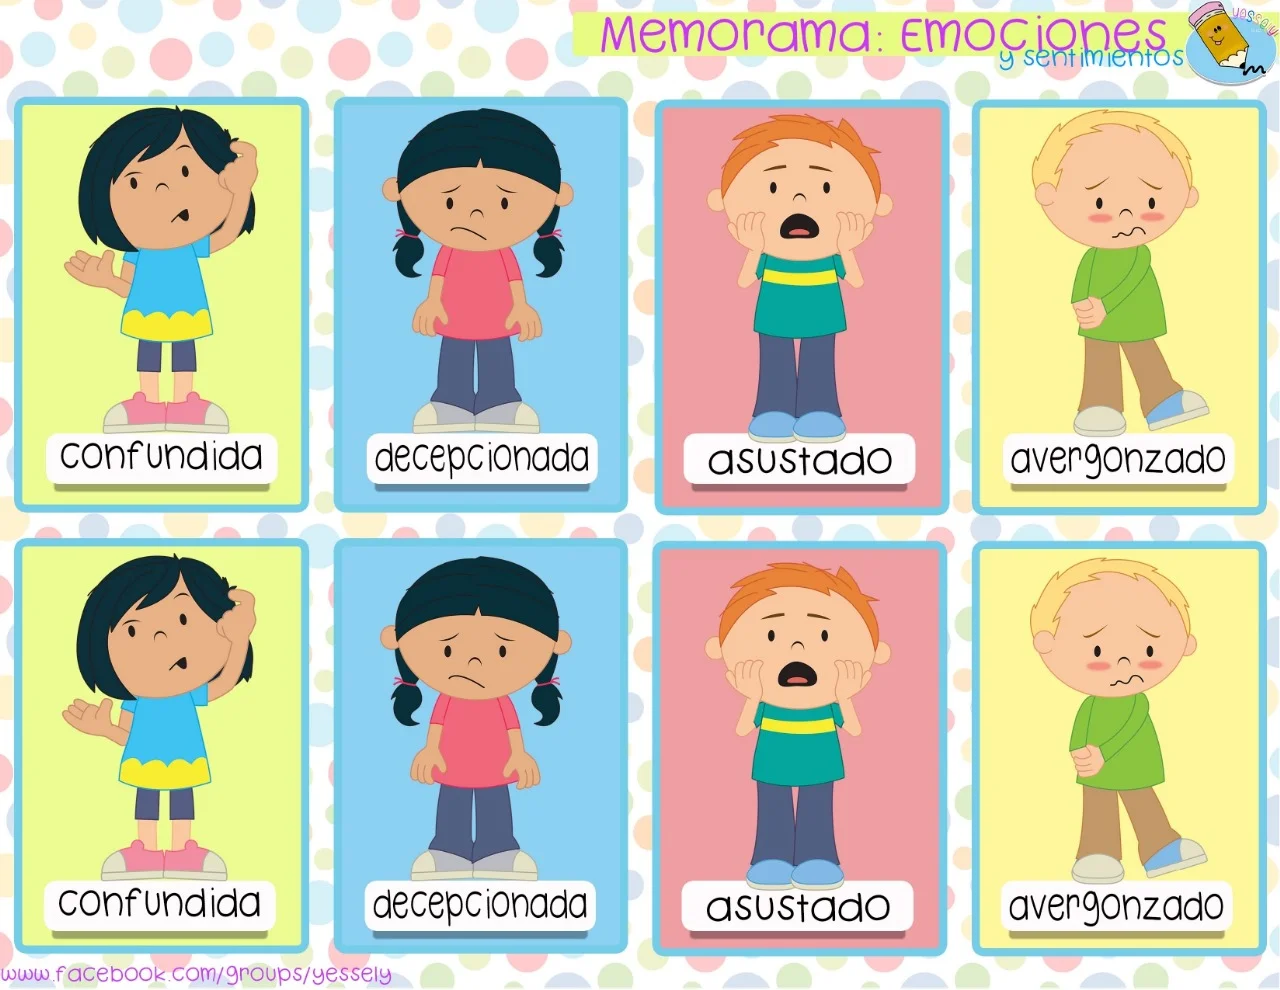 Memorama: Emociones
y sentimientos
yessely
confundida
decepcionada
asustado
avergonzado
confundida
decepcionada
asustado
avergonzado
www.facebook.com/groups/yessely